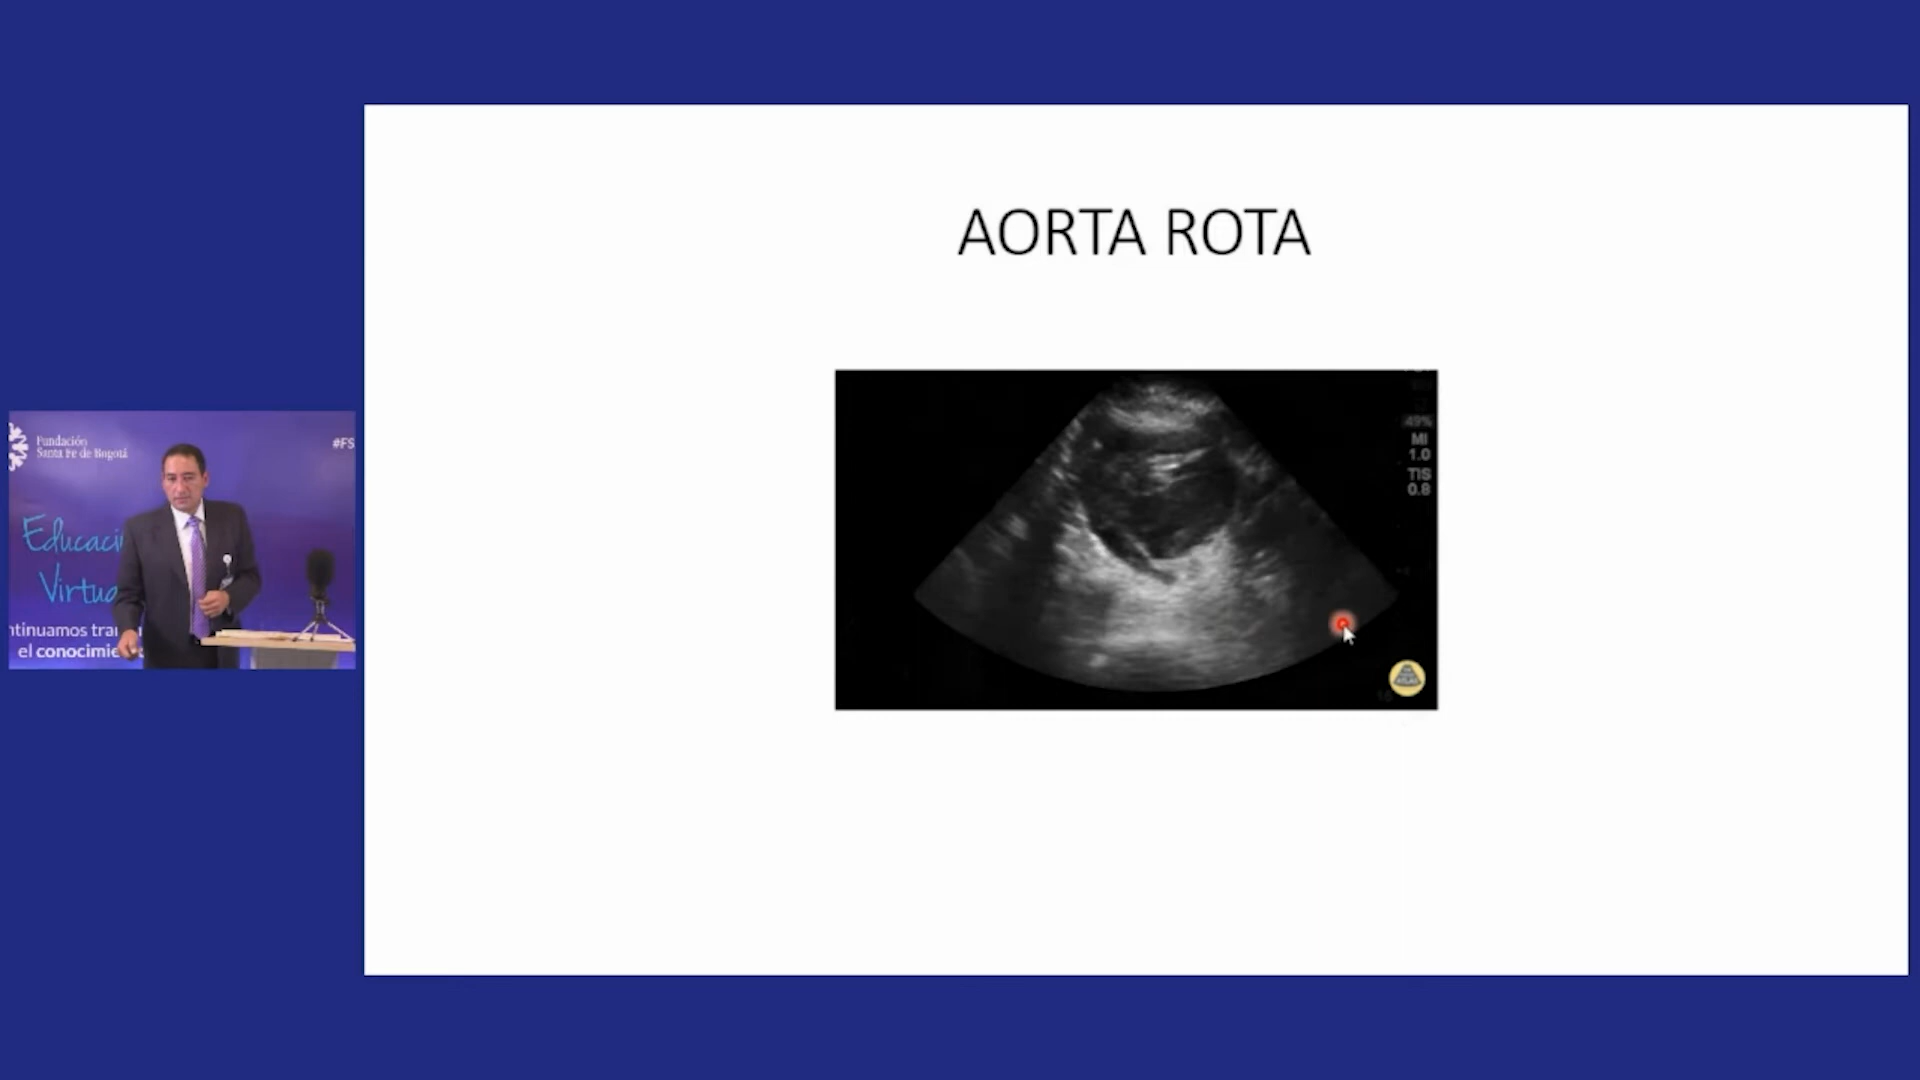 AORTA ROTA
Fundación
Santa Fe de Bogotá
#FS
Educaci
Virtua
ntinuamos tra
el conocimie
49%
MI
1.0
TIS
0.8